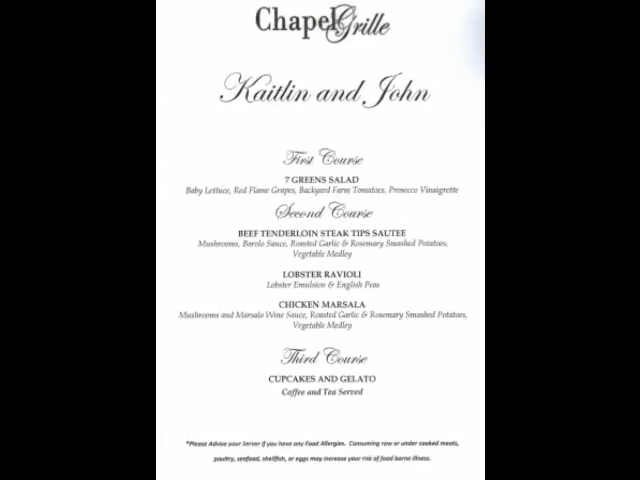 Chapel Grille
Kaitlin and John
First Course
7 GREENS SALAD
Baby Lettuce, Red Flame Grapes, Backyard Farm Tomatoes, Prosecco Vinaigrette
Second Course
BEEF TENDERLOIN STEAK TIPS SAUTEE
Mushrooms, Barolo Sauce, Roasted Garlic & Rosemary Smashed Potatoes,
Vegetable Medley
LOBSTER RAVIOLI
Lobster Emulsion & English Peas
CHICKEN MARSALA
Mushrooms and Marsala Wine Sauce, Roasted Garlic & Rosemary Smashed Potatoes,
Vegetable Medley
Third Course
CUPCAKES AND GELATO
Coffee and Tea Served
*Please Advise your Server if you have any Food Allergies. Consuming raw or under cooked meats,
poultry, seafood, shellfish, or eggs may increase your risk of food borne illness.